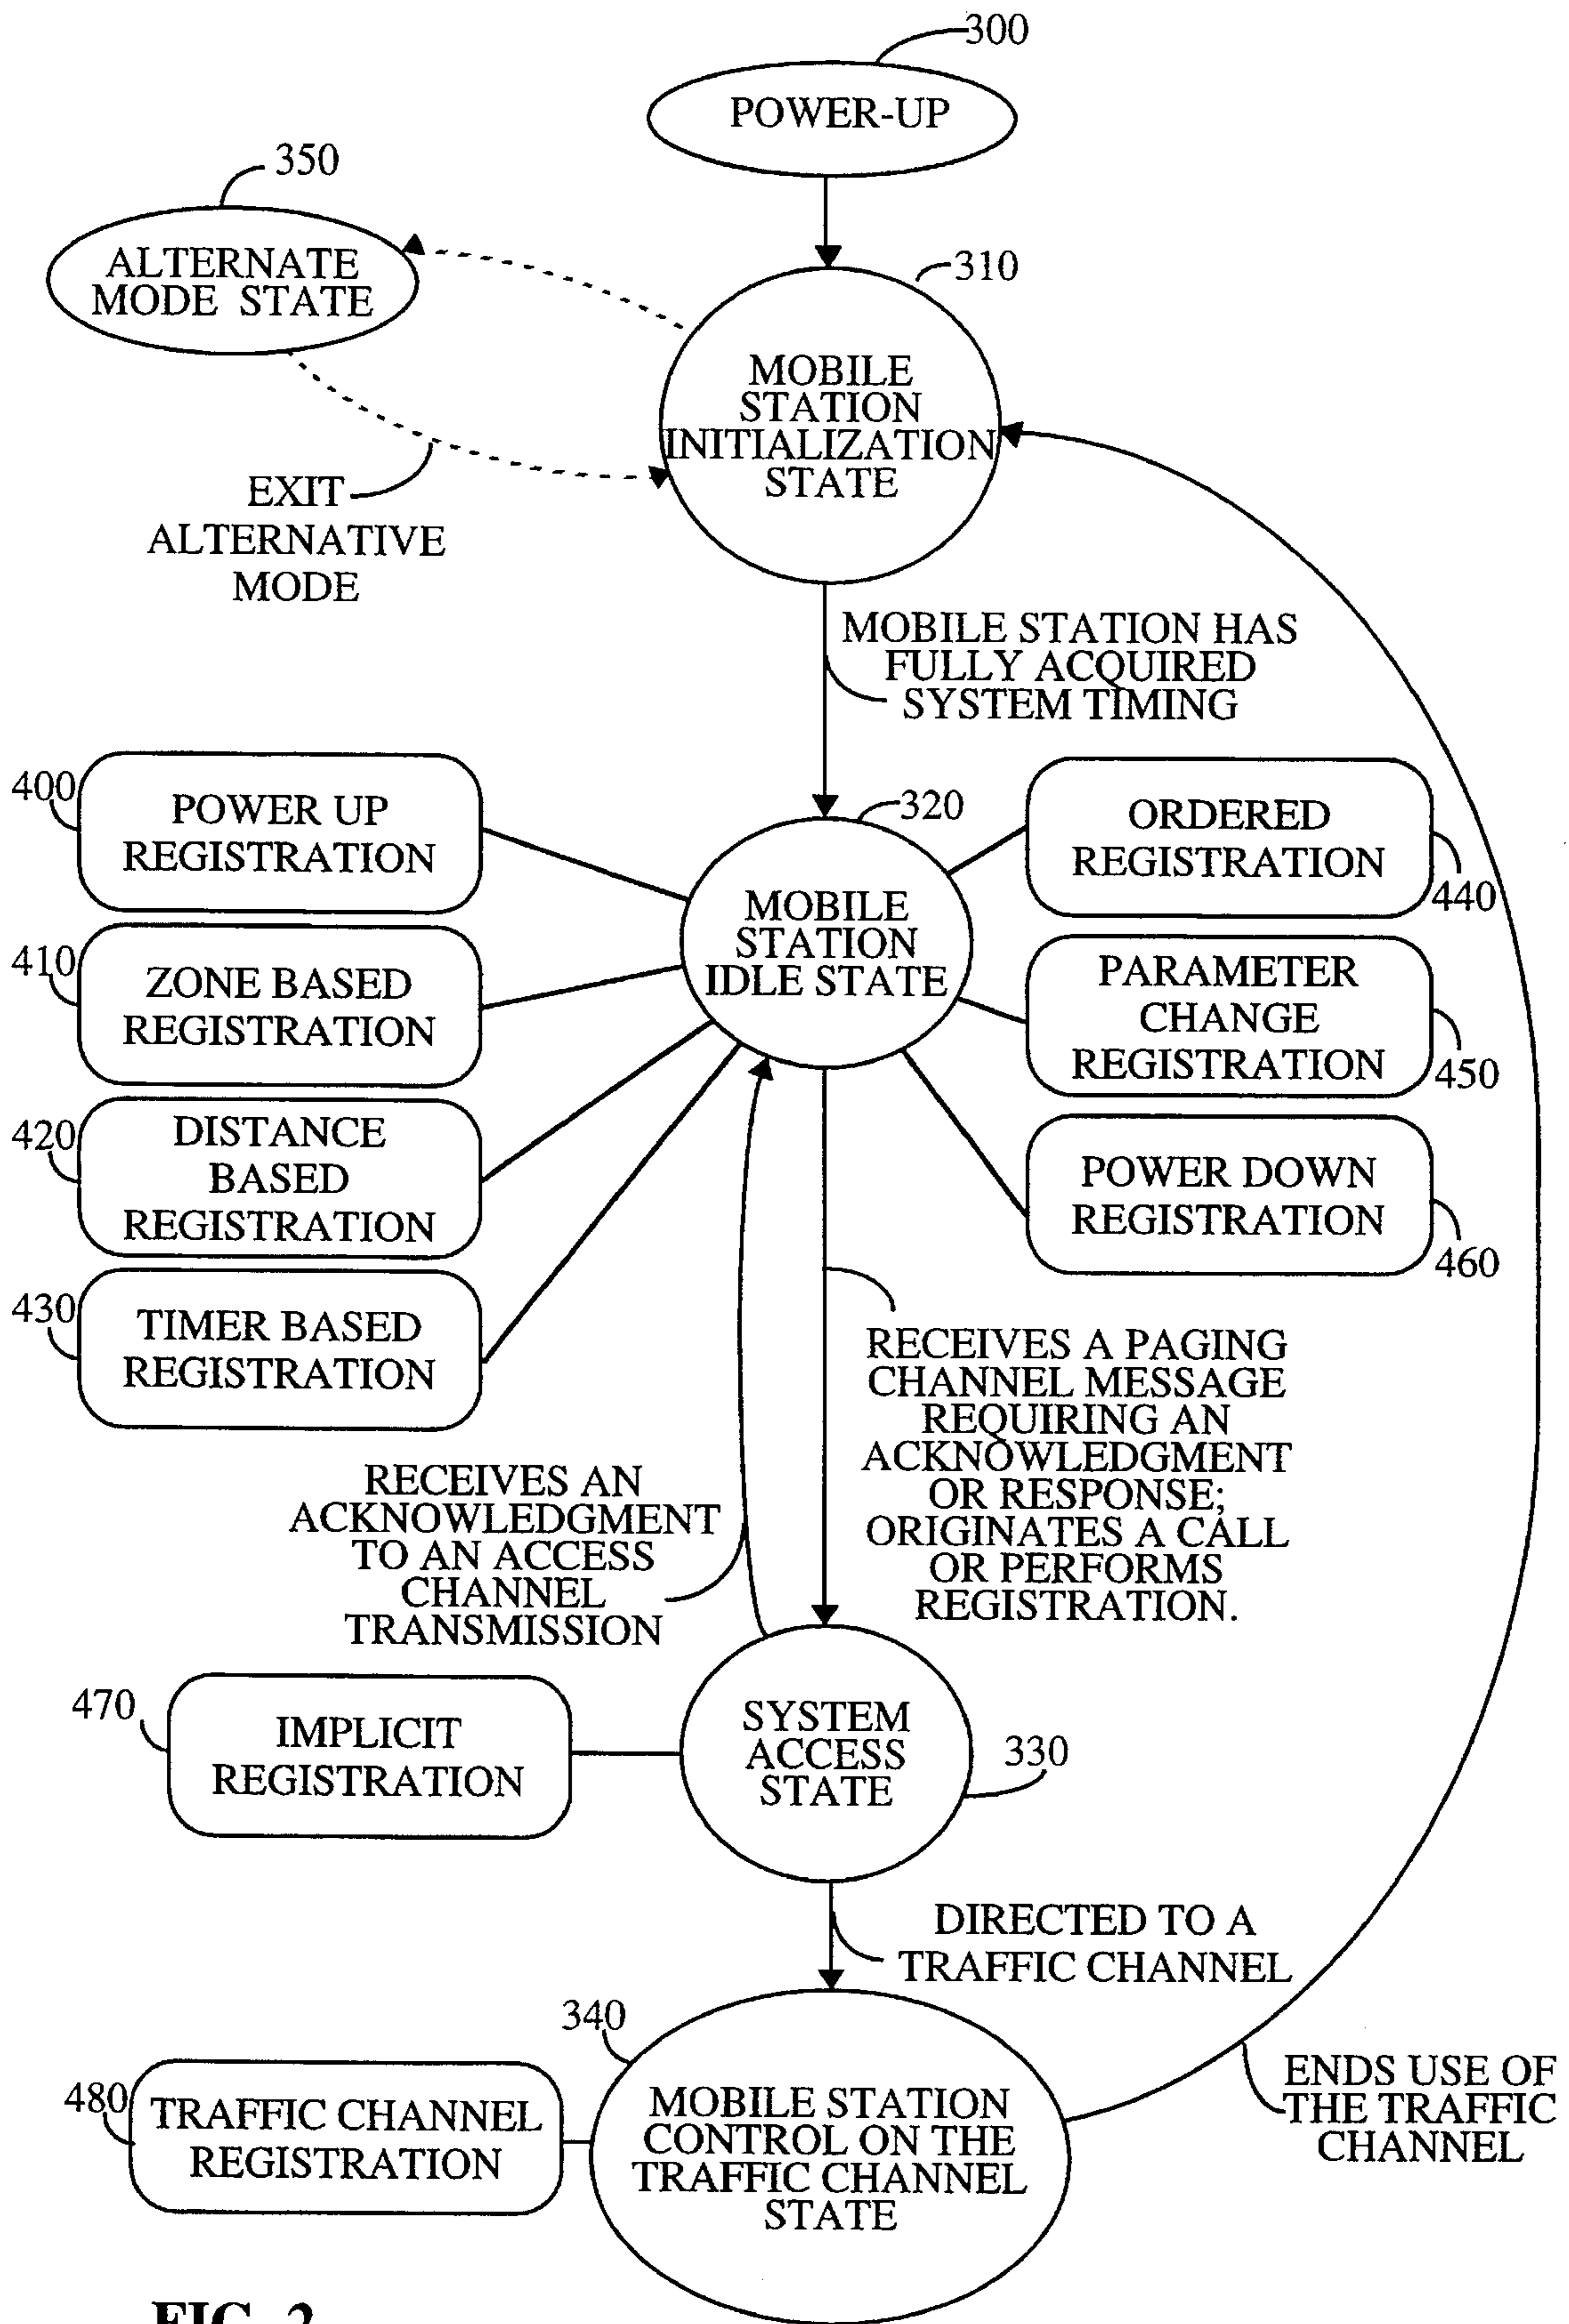 300
POWER-UP
350
ALTERNATE
MODE STATE
310
MOBILE
STATION
INITIALIZATION
STATE
EXIT
ALTERNATIVE
MODE
MOBILE STATION HAS
FULLY ACQUIRED
SYSTEM TIMING
400
POWER UP
REGISTRATION
320
ORDERED
REGISTRATION
440
MOBILE
STATION
IDLE STATE
410
ZONE BASED
REGISTRATION
PARAMETER
CHANGE
REGISTRATION
450
420
DISTANCE
BASED
REGISTRATION
POWER DOWN
REGISTRATION
460
430
TIMER BASED
REGISTRATION
RECEIVES A PAGING
CHANNEL MESSAGE
REQUIRING AN
ACKNOWLEDGMENT
OR RESPONSE;
ORIGINATES A CALL
OR PERFORMS
REGISTRATION.
RECEIVES AN
ACKNOWLEDGMENT
TO AN ACCESS
CHANNEL
TRANSMISSION
470
IMPLICIT
REGISTRATION
SYSTEM
ACCESS
STATE
330
DIRECTED TO A
TRAFFIC CHANNEL
340
480
TRAFFIC CHANNEL
REGISTRATION
MOBILE STATION
CONTROL ON THE
TRAFFIC CHANNEL
STATE
ENDS USE OF
THE TRAFFIC
CHANNEL
FIG. 2